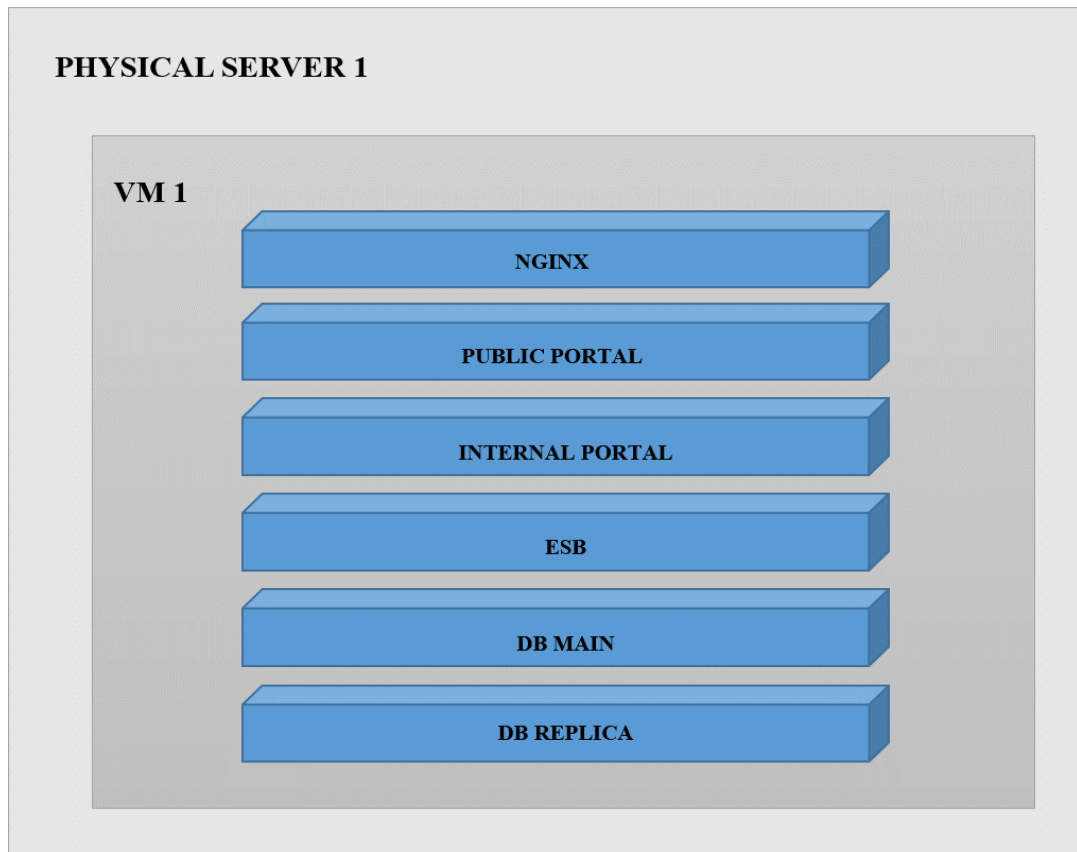 PHYSICAL SERVER 1
VM 1
NGINX
PUBLIC PORTAL
INTERNAL PORTAL
ESB
DB MAIN
DB REPLICA